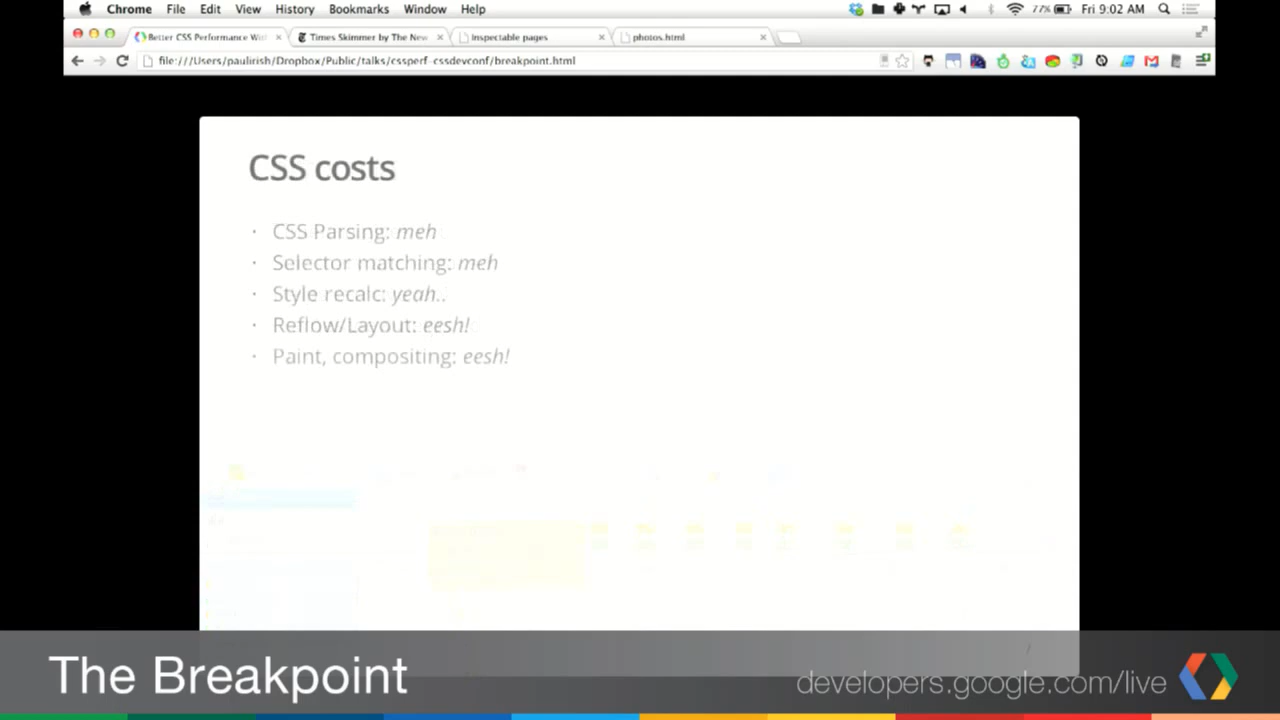 Chrome File Edit View History Bookmarks Window Help 77% Fri 9:02 AM
Better CSS Performance Wo Times Skimmer by The New Inspectable pages photos.html
file:///Users/paulirish/Dropbox/Public/talks/cssperf-cssdevconf/breakpoint.html
CSS costs
· CSS Parsing: meh
· Selector matching: meh
· Style recalc: yeah..
· Reflow/Layout: eesh!
· Paint, compositing: eesh!
The Breakpoint
developers.google.com/live